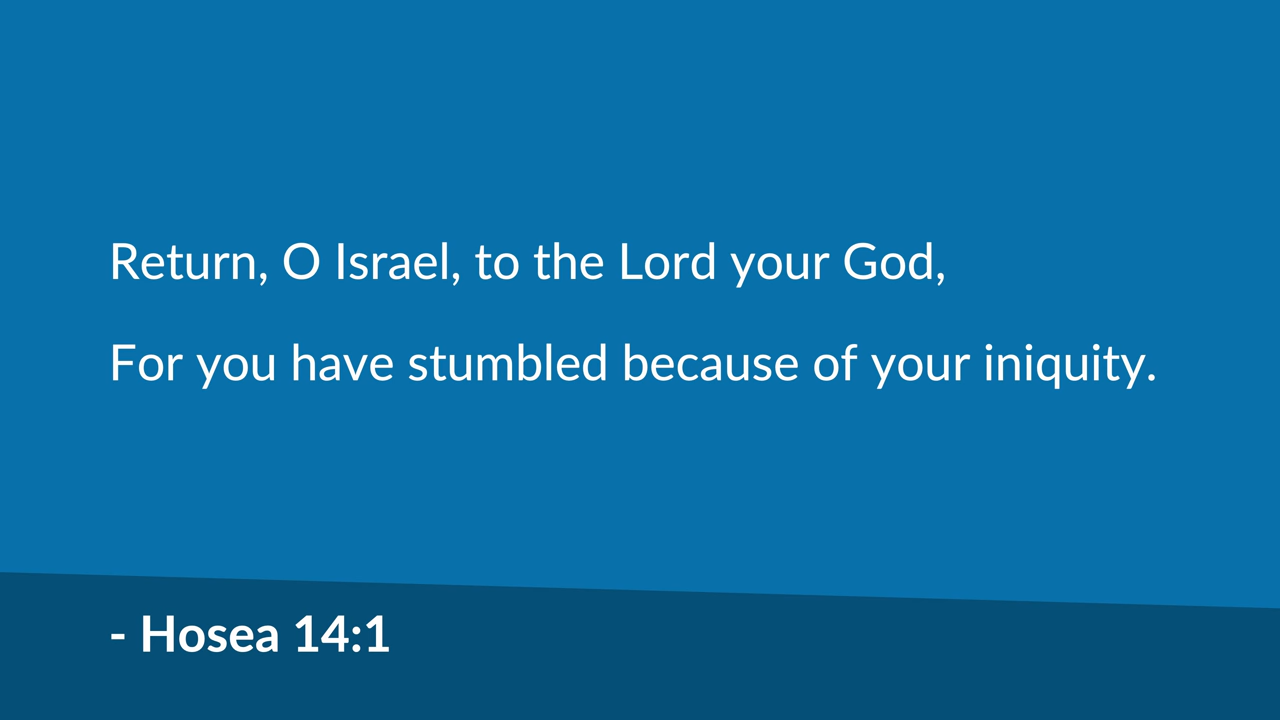 Return, O Israel, to the Lord your God,
For you have stumbled because of your iniquity.
- Hosea 14:1